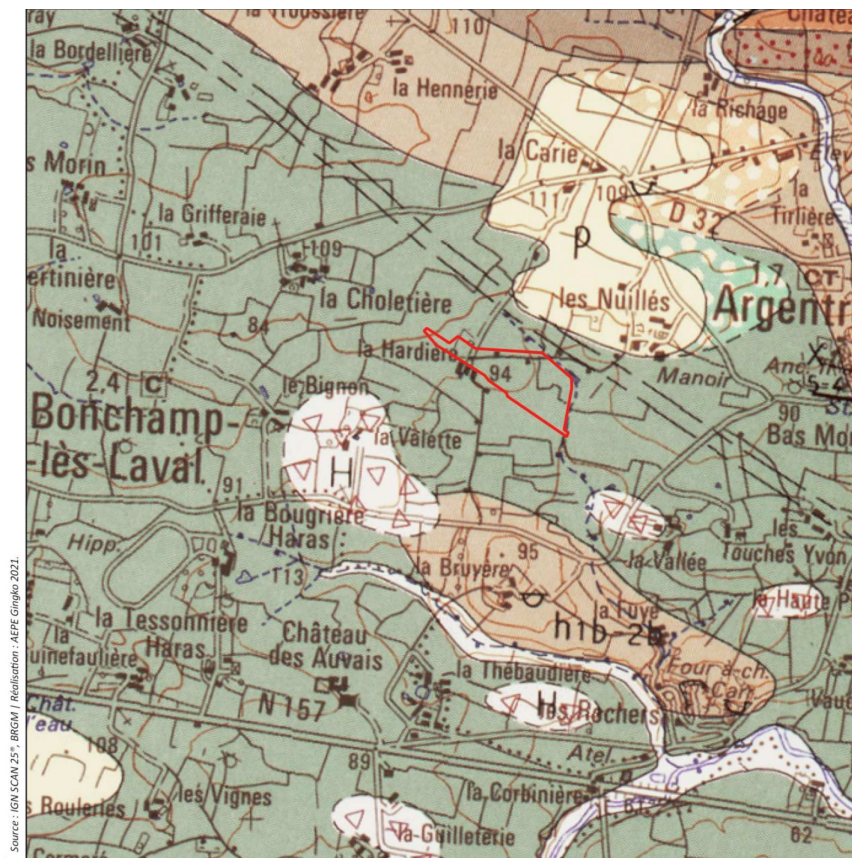 la Troussière
110
la Bordellière
la Hennerie
la Richage
s Morin
la Carie
109
la Grifferaie
111
D 32
la
Tirlière
101
109
la
p
1,7
CT
ertinière
la Choletière
les Nuillés
Argentr
Noisement
84
la Hardière
94
Manoir
2,4
C
le Bignon
90
Bonchamp-
Bas Mo
la Valette
-lès-Laval
H
91
la Bougrière
Haras
95
les
Hipp.
la Vallée
Touches Yvon
la Bruyère
113
la Fuye
la Haute P
h1b-2b
la Tessonnière
Haras
Château
des Auvais
la
uinefaulière
Four à ch.
la Thébaudière
Carr.
Chât.
d'eau
N 157
H
les Rochers
108
Atel.
89
s Rouleries
les Vignes
la Corbinière
62
la Guilleterie
Source : IGN SCAN 25®, BRGM | Réalisation : AEPE Gingko 2021.